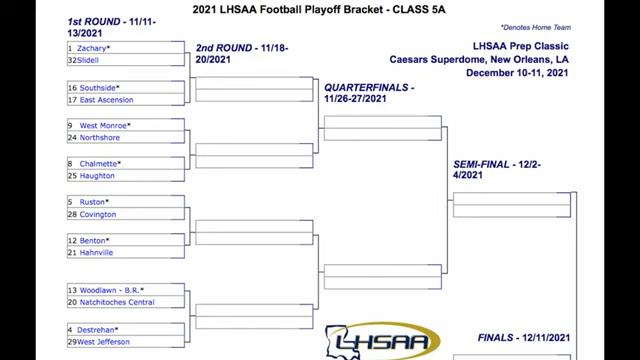 2021 LHSAA Football Playoff Bracket - CLASS 5A
1st ROUND - 11/11-
13/2021
*Denotes Home Team
2nd ROUND - 11/18-
20/2021
LHSAA Prep Classic
Caesars Superdome, New Orleans, LA
December 10-11, 2021
1 Zachary*
32 Slidell
16 Southside*
17 East Ascension
QUARTERFINALS -
11/26-27/2021
9 West Monroe*
24 Northshore
8 Chalmette*
25 Haughton
SEMI-FINAL - 12/2-
4/2021
5 Ruston*
28 Covington
12 Benton*
21 Hahnville
13 Woodlawn - B.R.*
20 Natchitoches Central
4 Destrehan*
29 West Jefferson
LHSAA
FINALS - 12/11/2021